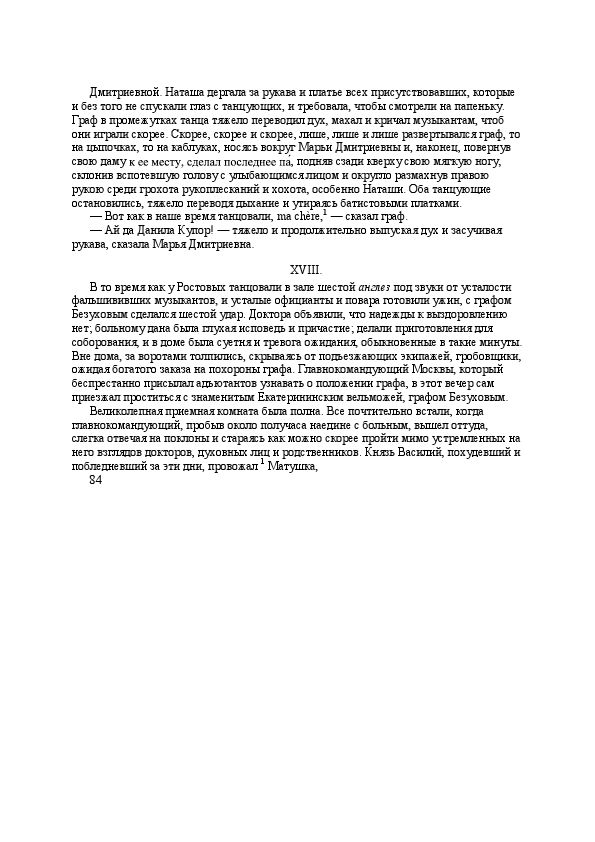 Дмитриевной. Наташа дергала за рукава и платье всех присутствовавших, которые
и без того не спускали глаз с танцующих, и требовала, чтобы смотрели на папеньку.
Граф в промежутках танца тяжело переводил дух, махал и кричал музыкантам, чтоб
они играли скорее. Скорее, скорее и скорее, лише, лише и лише развертывался граф, то
на цыпочках, то на каблуках, носясь вокруг Марьи Дмитриевны и, наконец, повернув
свою даму к ее месту, сделал последнее па́, подняв сзади кверху свою мягкую ногу,
склонив вспотевшую голову с улыбающимся лицом и округло размахнув правою
рукою среди грохота рукоплесканий и хохота, особенно Наташи. Оба танцующие
остановились, тяжело переводя дыхание и утираясь батистовыми платками.
— Вот как в наше время танцовали, ma chère,¹ — сказал граф.
— Ай да Данила Купор! — тяжело и продолжительно выпуская дух и засучивая
рукава, сказала Марья Дмитриевна.
XVIII.
В то время как у Ростовых танцовали в зале шестой англез под звуки от усталости
фальшививших музыкантов, и усталые официанты и повара готовили ужин, с графом
Безуховым сделался шестой удар. Доктора объявили, что надежды к выздоровлению
нет; больному дана была глухая исповедь и причастие; делали приготовления для
соборования, и в доме была суетня и тревога ожидания, обыкновенные в такие минуты.
Вне дома, за воротами толпились, скрываясь от подъезжающих экипажей, гробовщики,
ожидая богатого заказа на похороны графа. Главнокомандующий Москвы, который
беспрестанно присылал адъютантов узнавать о положении графа, в этот вечер сам
приезжал проститься с знаменитым Екатерининским вельможей, графом Безуховым.
Великолепная приемная комната была полна. Все почтительно встали, когда
главнокомандующий, пробыв около получаса наедине с больным, вышел оттуда,
слегка отвечая на поклоны и стараясь как можно скорее пройти мимо устремленных на
него взглядов докторов, духовных лиц и родственников. Князь Василий, похудевший и
побледневший за эти дни, провожал ¹ Матушка,
84